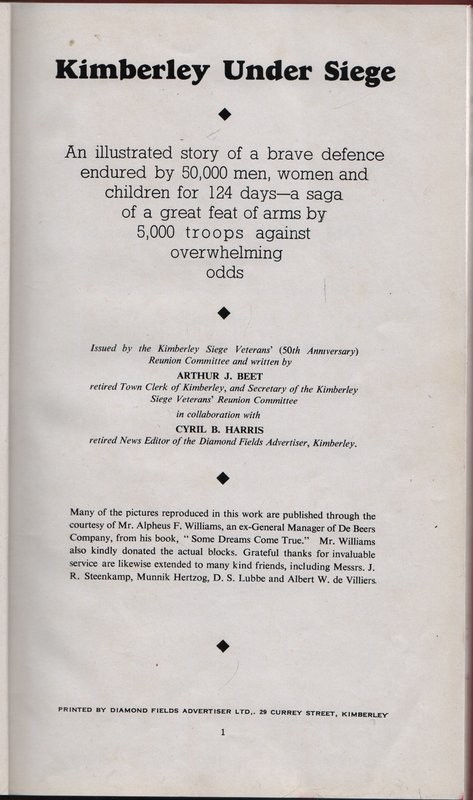 Kimberley Under Siege
An illustrated story of a brave defence
endured by 50,000 men, women and
children for 124 days—a saga
of a great feat of arms by
5,000 troops against
overwhelming
odds
Issued by the Kimberley Siege Veterans' (50th Anniversary)
Reunion Committee and written by
ARTHUR J. BEET
retired Town Clerk of Kimberley, and Secretary of the Kimberley
Siege Veterans' Reunion Committee
in collaboration with
CYRIL B. HARRIS
retired News Editor of the Diamond Fields Advertiser, Kimberley.
Many of the pictures reproduced in this work are published through the
courtesy of Mr. Alpheus F. Williams, an ex-General Manager of De Beers
Company, from his book, " Some Dreams Come True." Mr. Williams
also kindly donated the actual blocks. Grateful thanks for invaluable
service are likewise extended to many kind friends, including Messrs. J.
R. Steenkamp, Munnik Hertzog, D. S. Lubbe and Albert W. de Villiers.
PRINTED BY DIAMOND FIELDS ADVERTISER LTD,. 29 CURREY STREET, KIMBERLEY
1